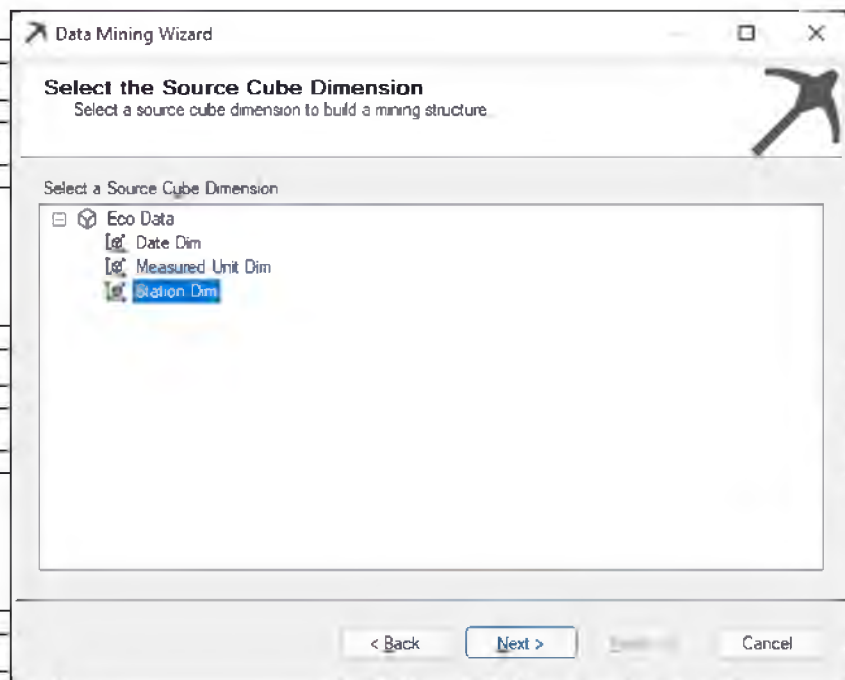 Data Mining Wizard
Select the Source Cube Dimension
Select a source cube dimension to build a mining structure
Select a Source Cube Dimension
Eco Data
Date Dim
Measured Unit Dim
Station Dim
< Back Next > Cancel